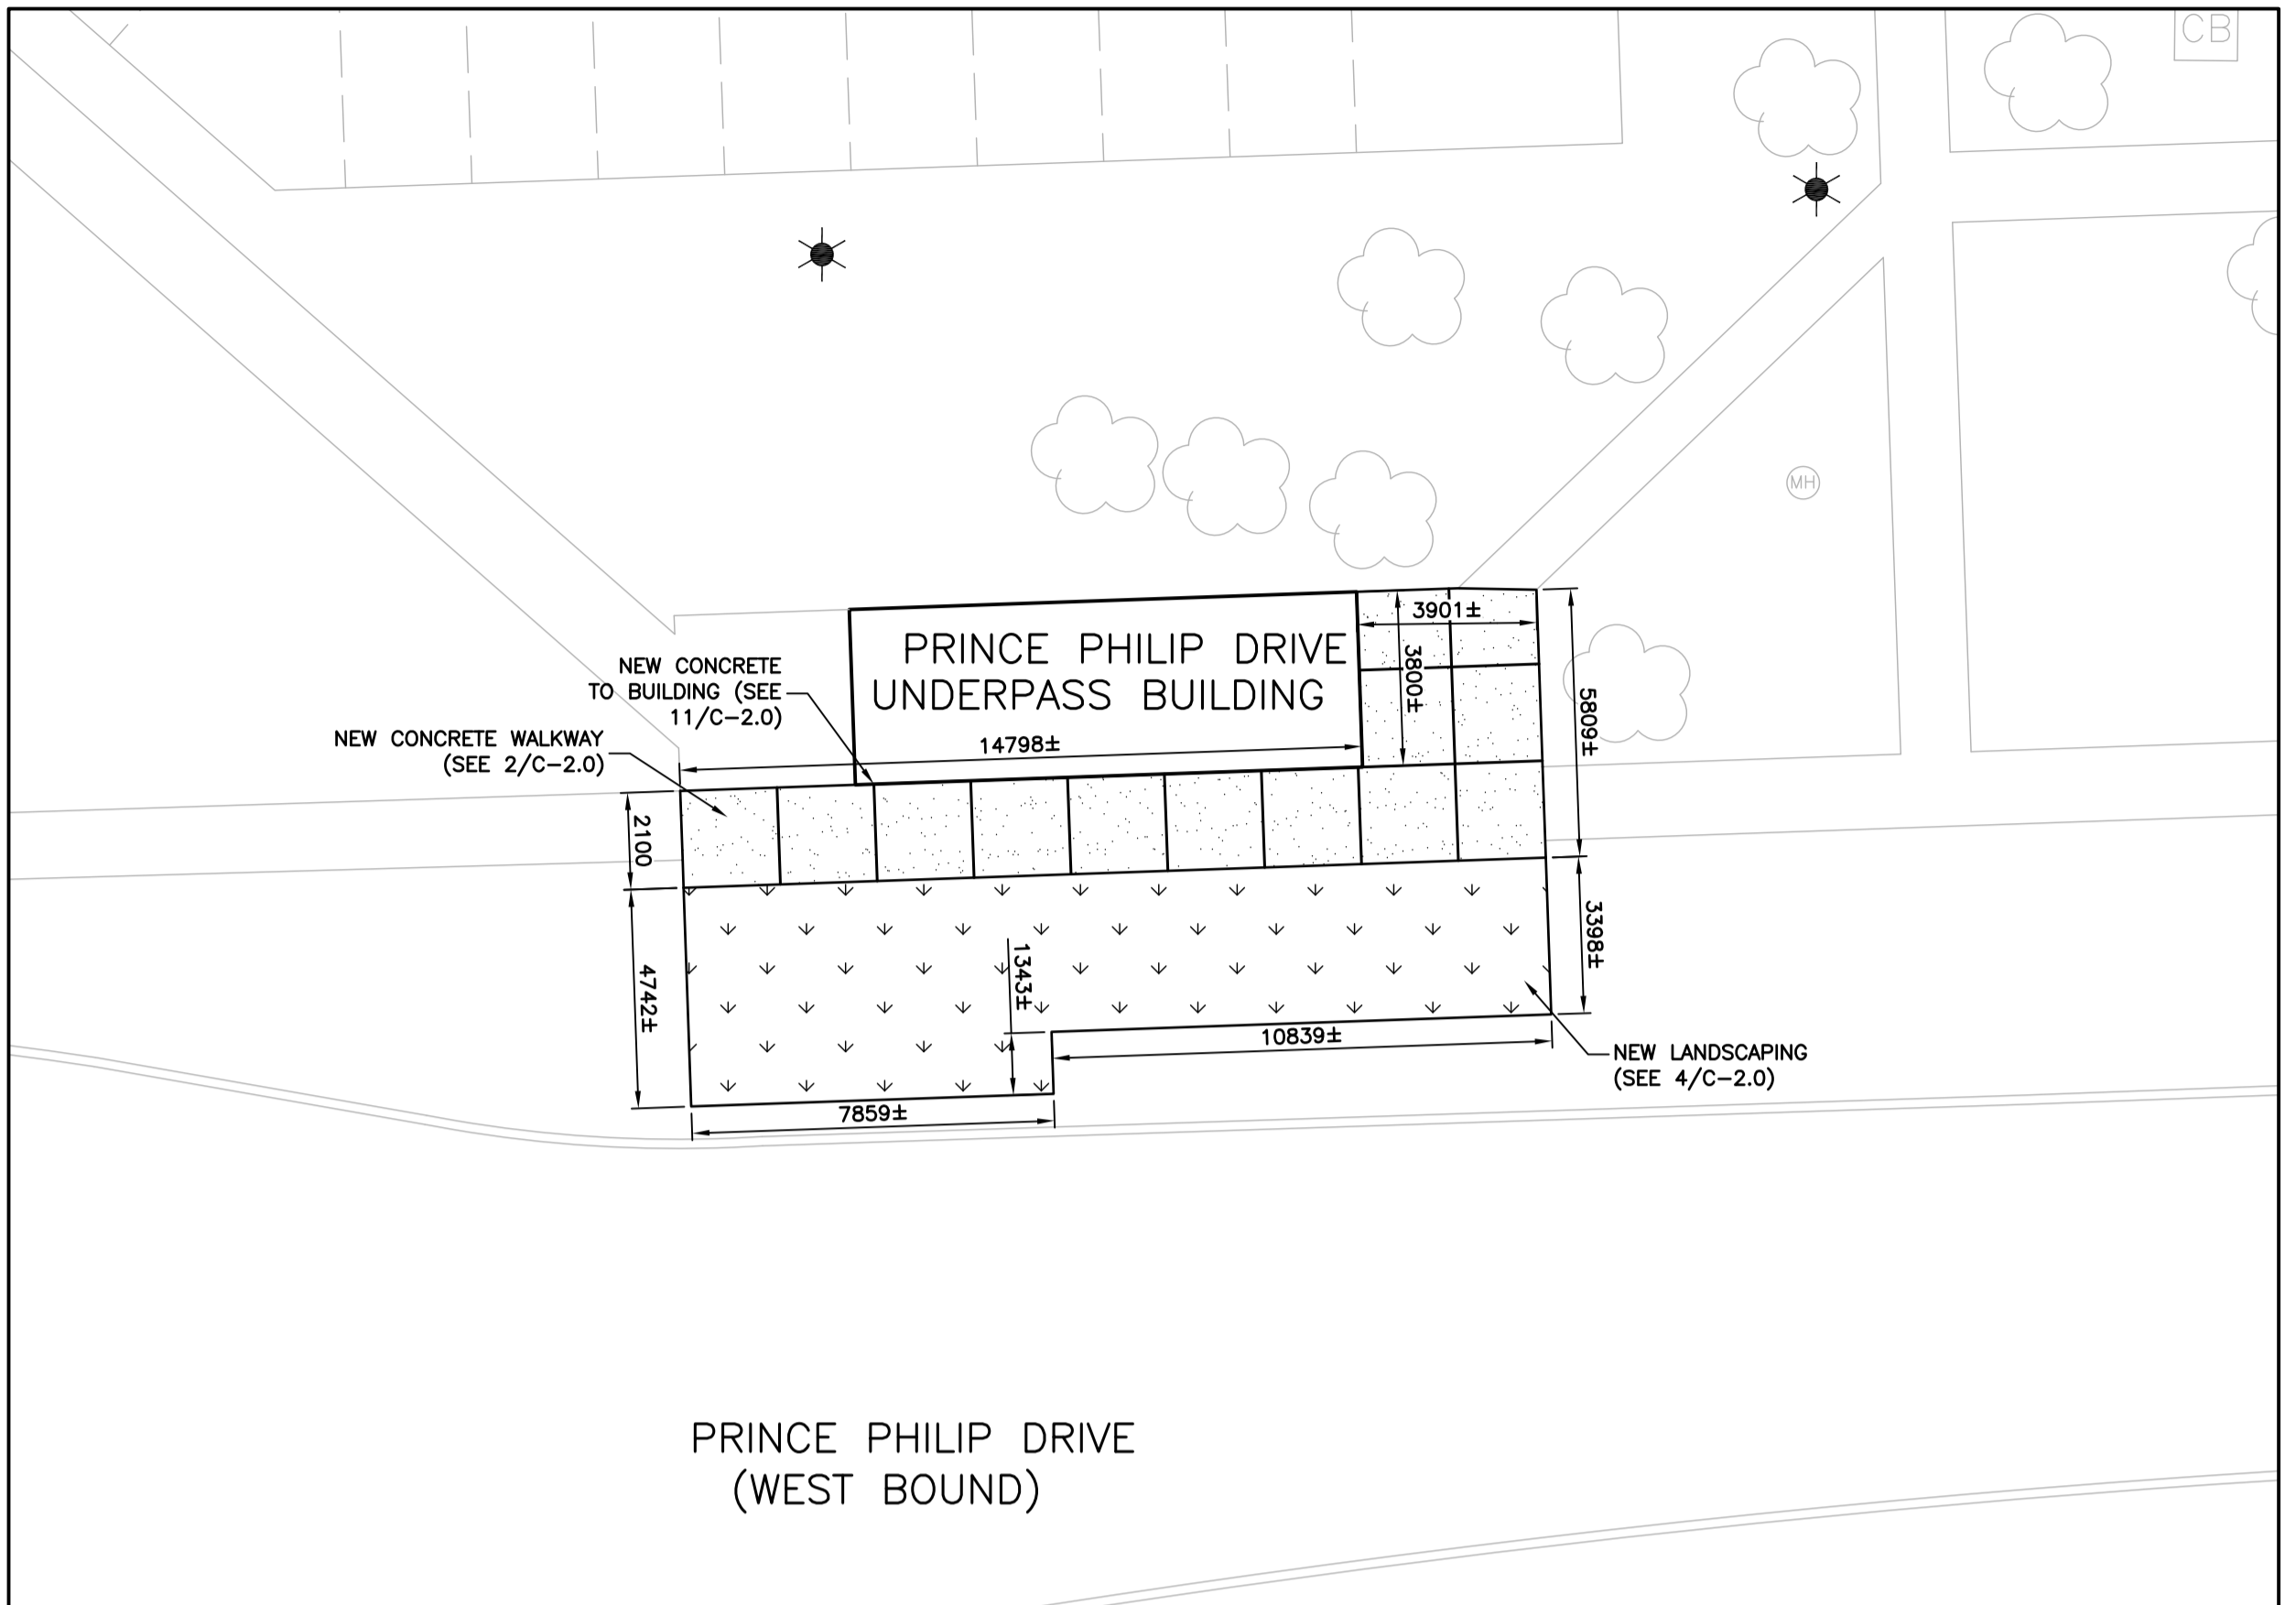 CB
MH
3901±
PRINCE PHILIP DRIVE
UNDERPASS BUILDING
3800±
5809±
NEW CONCRETE
TO BUILDING (SEE
11/C-2.0)
NEW CONCRETE WALKWAY
(SEE 2/C-2.0)
14798±
2100
3398±
4742±
1343±
10839±
NEW LANDSCAPING
(SEE 4/C-2.0)
7859±
PRINCE PHILIP DRIVE
(WEST BOUND)